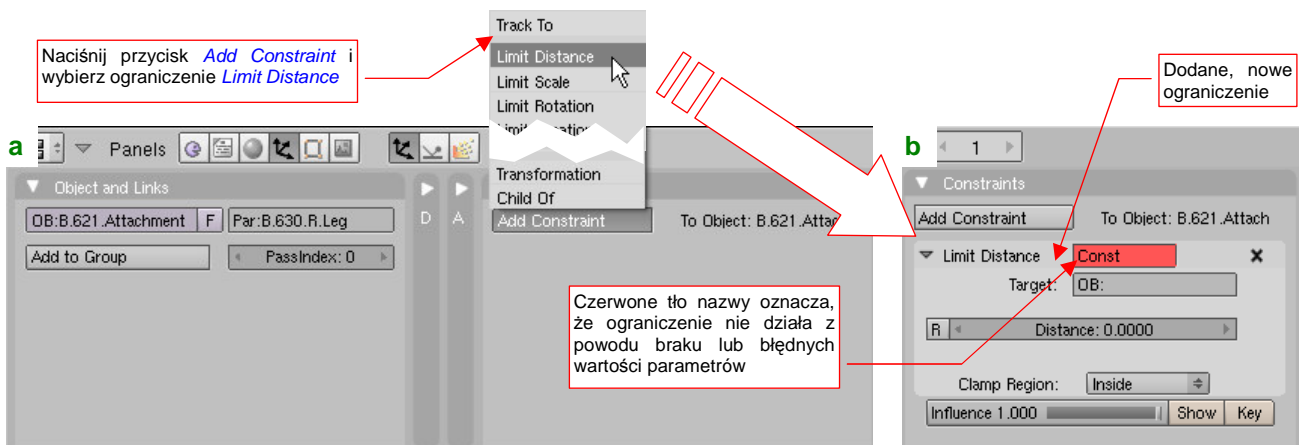 Naciśnij przycisk Add Constraint i
wybierz ograniczenie Limit Distance
Track To
Limit Distance
Limit Scale
Limit Rotation
Transformation
Child Of
Dodane, nowe
ograniczenie
a
Panels
Object and Links
OB:B.621.Attachment F Par:B.630.R.Leg
Add to Group PassIndex: 0
D
A
Add Constraint To Object: B.621.Attac
Czerwone tło nazwy oznacza,
że ograniczenie nie działa z
powodu braku lub błędnych
wartości parametrów
b
1
Constraints
Add Constraint To Object: B.621.Attach
Limit Distance Const
Target: OB:
R Distance: 0.0000
Clamp Region: Inside
Influence 1.000 Show Key